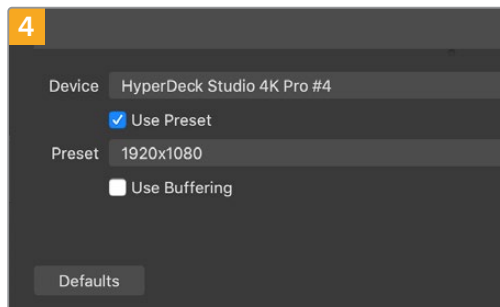 4
Device HyperDeck Studio 4K Pro #4
Use Preset
Preset 1920x1080
Use Buffering
Defaults